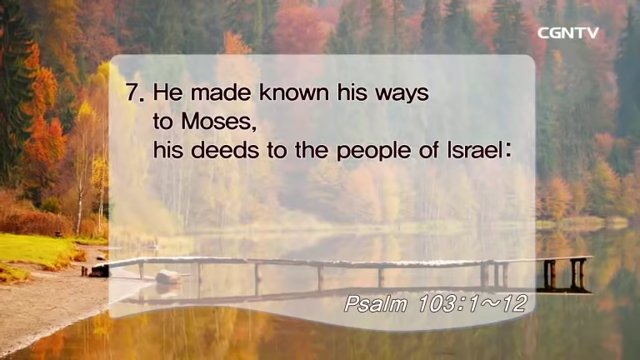 CGNTV
7. He made known his ways
to Moses,
his deeds to the people of Israel:
Psalm 103:1~12